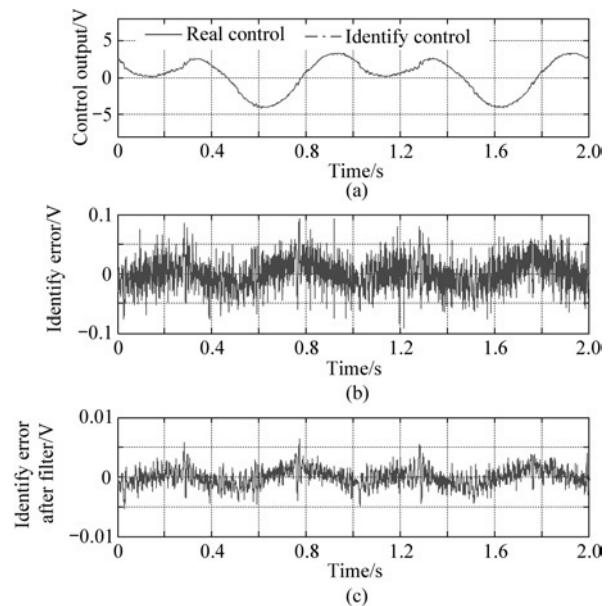 Real control
Identify control
Control output/V
5
0
−5
0
0.4
0.8
1.2
1.6
2.0
Time/s
(a)
Identify error/V
0.1
0
−0.1
0
0.4
0.8
1.2
1.6
2.0
Time/s
(b)
Identify error
after filter/V
0.01
0
−0.01
0
0.4
0.8
1.2
1.6
2.0
Time/s
(c)